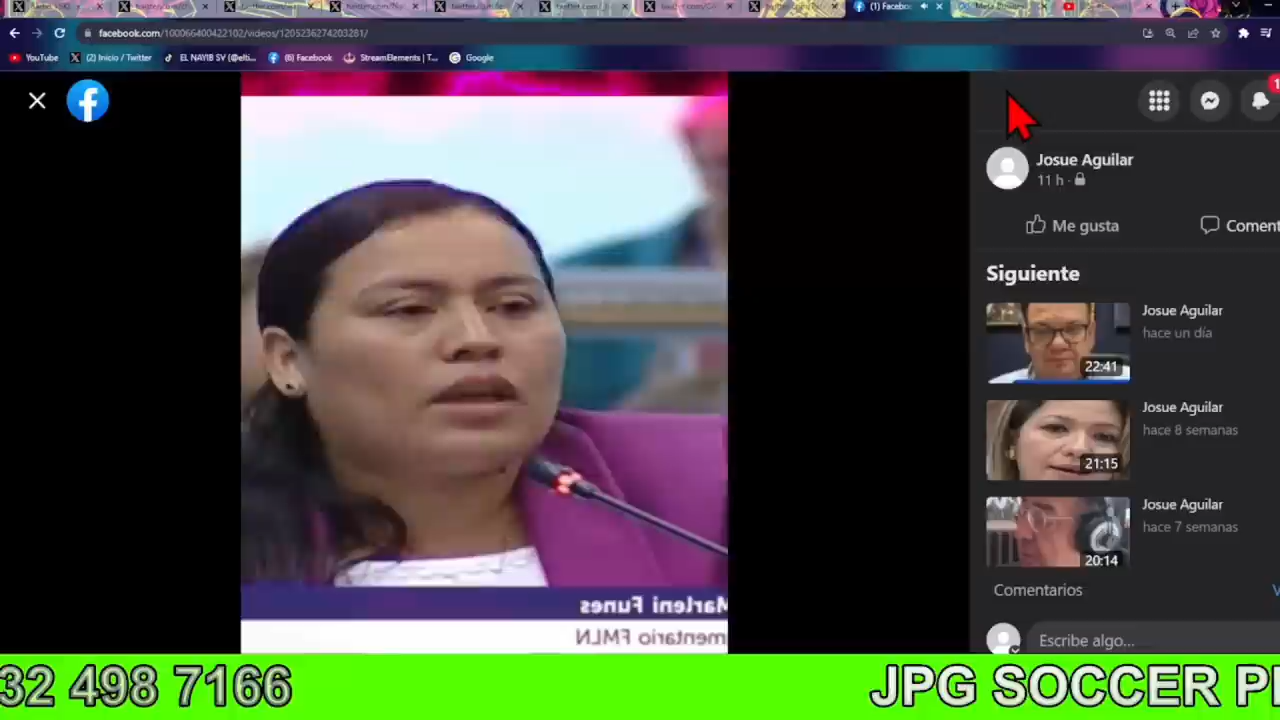 (1) Facebo
facebook.com/100066400422102/videos/1205236274203281/
YouTube
(2) Inicio / Twitter
EL NAYIB SV (@elti...
(6) Facebook
StreamElements | T...
Google
Josue Aguilar
11 h ·
Me gusta
Coment
Siguiente
Josue Aguilar
hace un día
22:41
Josue Aguilar
hace 8 semanas
21:15
Josue Aguilar
hace 7 semanas
20:14
Comentarios
Escribe algo...
Marleni Funes
mentario FMLN
32 498 7166
JPG SOCCER P